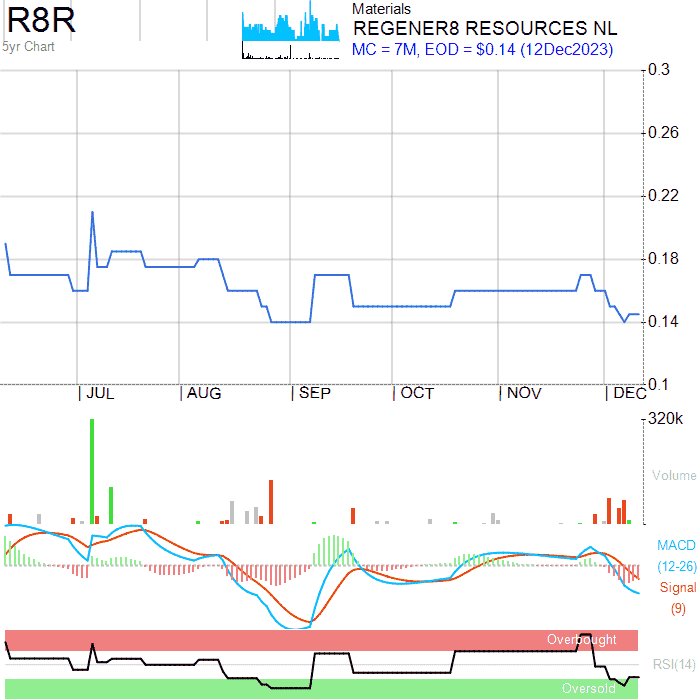 R8R
5yr Chart
Materials
REGENER8 RESOURCES NL
MC = 7M, EOD = $0.14 (12Dec2023)
0.3
0.26
0.22
0.18
0.14
0.1
JUL AUG SEP OCT NOV DEC
320k
Volume
MACD
(12-26)
Signal
(9)
Overbought
RSI(14)
Oversold